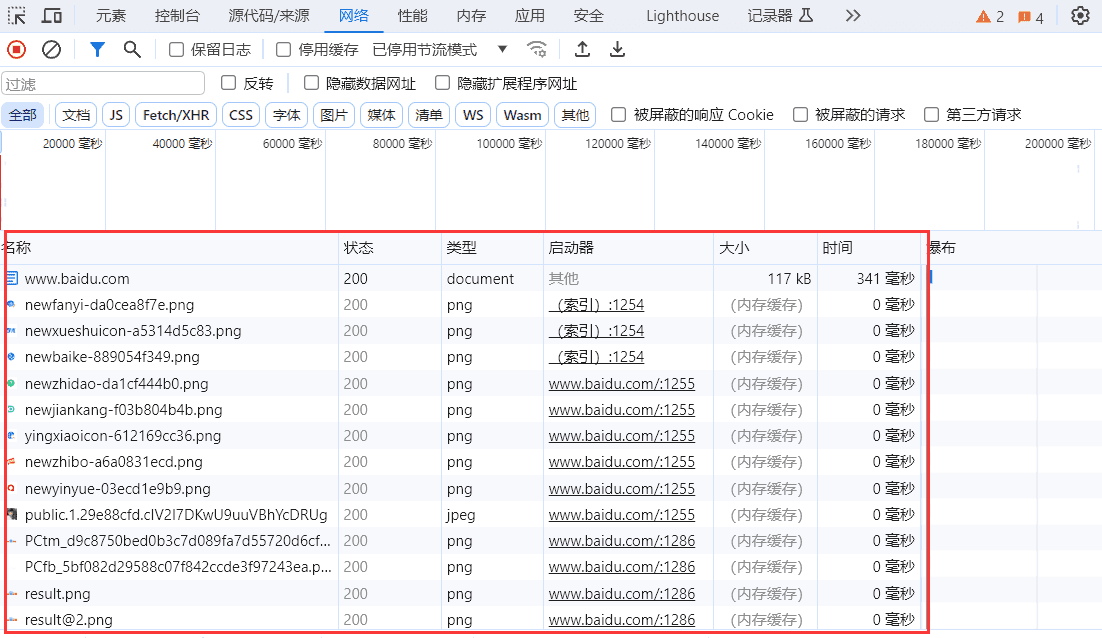 元素 控制台 源代码/来源 网络 性能 内存 应用 安全 Lighthouse 记录器 2 4
保留日志 停用缓存 已停用节流模式
过滤 反转 隐藏数据网址 隐藏扩展程序网址
全部 文档 JS Fetch/XHR CSS 字体 图片 媒体 清单 WS Wasm 其他 被屏蔽的响应 Cookie 被屏蔽的请求 第三方请求
20000 毫秒 40000 毫秒 60000 毫秒 80000 毫秒 100000 毫秒 120000 毫秒 140000 毫秒 160000 毫秒 180000 毫秒 200000 毫秒
名称 状态 类型 启动器 大小 时间 瀑布
www.baidu.com 200 document 其他 117 kB 341 毫秒
newfanyi-da0cea8f7e.png 200 png （索引）:1254 (内存缓存) 0 毫秒
newxueshuicon-a5314d5c83.png 200 png （索引）:1254 (内存缓存) 0 毫秒
newbaike-889054f349.png 200 png （索引）:1254 (内存缓存) 0 毫秒
newzhidao-da1cf444b0.png 200 png www.baidu.com/:1255 (内存缓存) 0 毫秒
newjiankang-f03b804b4b.png 200 png www.baidu.com/:1255 (内存缓存) 0 毫秒
yingxiaoicon-612169cc36.png 200 png www.baidu.com/:1255 (内存缓存) 0 毫秒
newzhibo-a6a0831ecd.png 200 png www.baidu.com/:1255 (内存缓存) 0 毫秒
newyinyue-03ecd1e9b9.png 200 png www.baidu.com/:1255 (内存缓存) 0 毫秒
public.1.29e88cfd.cIV2I7DKwU9uuVBhYcDRUg 200 jpeg www.baidu.com/:1255 (内存缓存) 0 毫秒
PCtm_d9c8750bed0b3c7d089fa7d55720d6cf... 200 png www.baidu.com/:1286 (内存缓存) 0 毫秒
PCfb_5bf082d29588c07f842ccde3f97243ea.p... 200 png www.baidu.com/:1286 (内存缓存) 0 毫秒
result.png 200 png www.baidu.com/:1286 (内存缓存) 0 毫秒
result@2.png 200 png www.baidu.com/:1286 (内存缓存) 0 毫秒